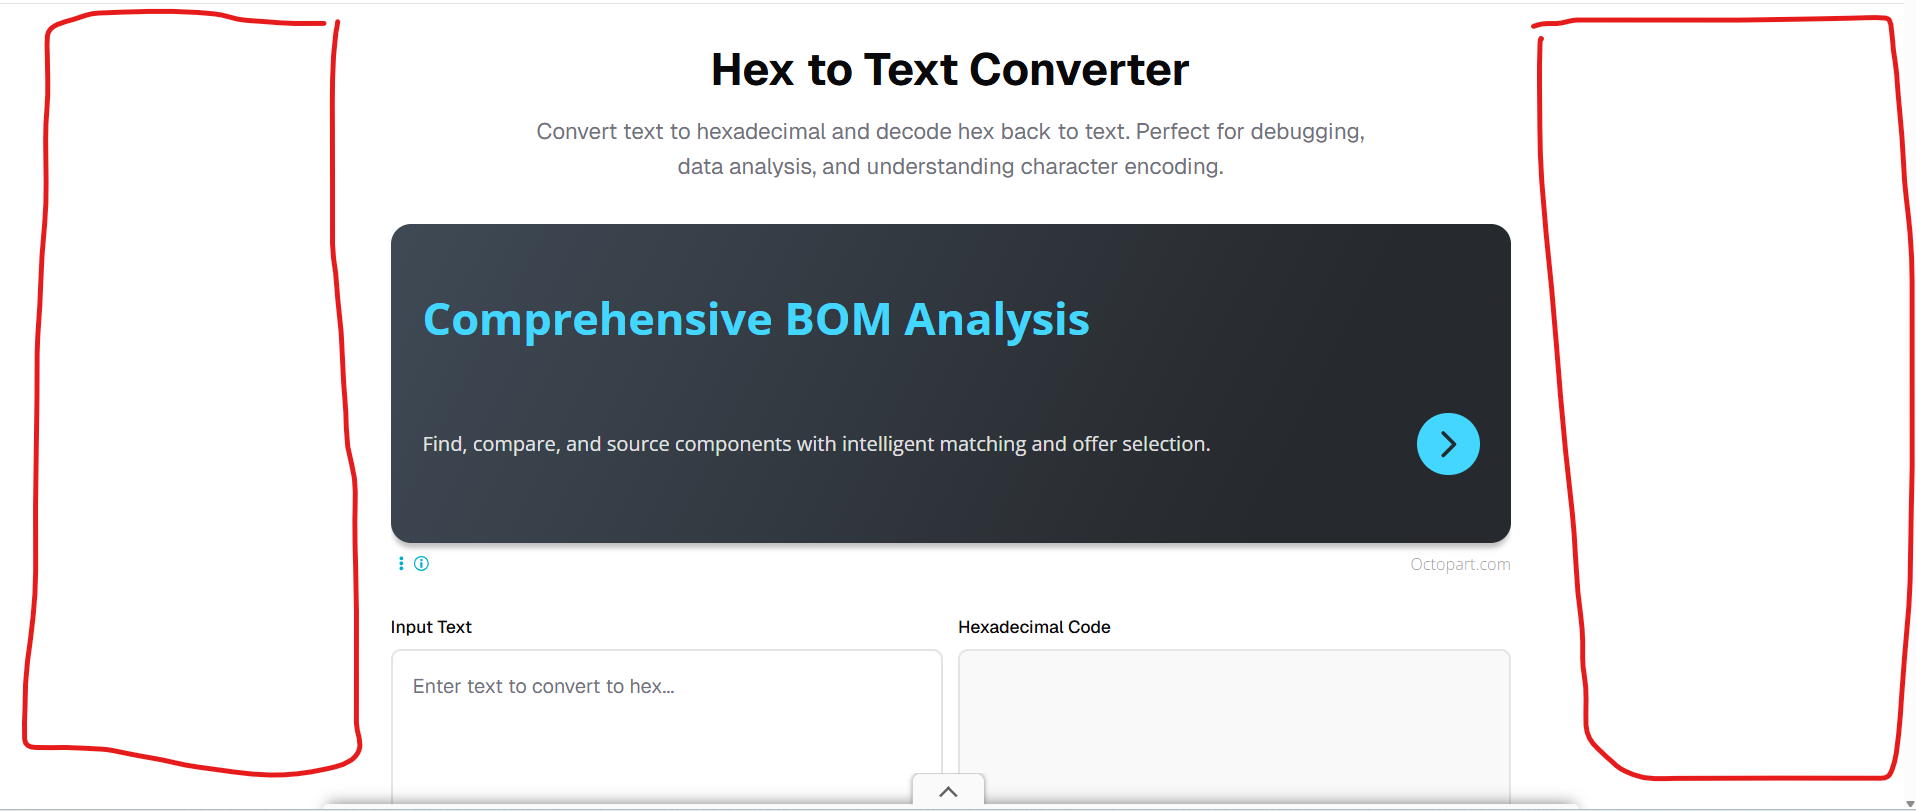 Hex to Text Converter
Convert text to hexadecimal and decode hex back to text. Perfect for debugging,
data analysis, and understanding character encoding.
Comprehensive BOM Analysis
Find, compare, and source components with intelligent matching and offer selection.
Octopart.com
Input Text
Hexadecimal Code
Enter text to convert to hex...